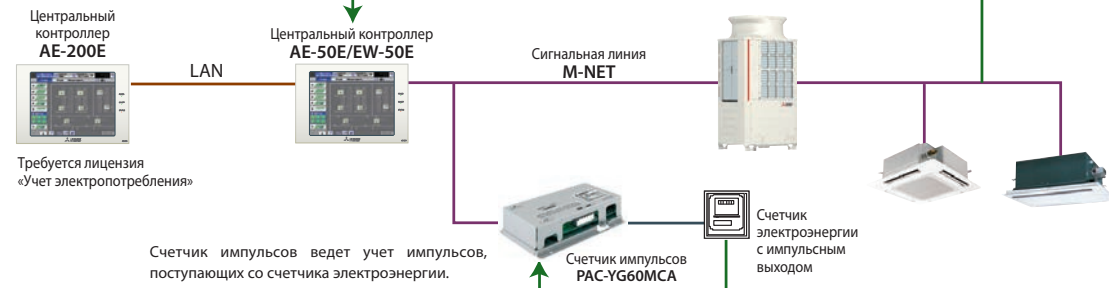 Центральный
контроллер
AE-200E
LAN
Центральный контроллер
AE-50E/EW-50E
Сигнальная линия
M-NET
Требуется лицензия
«Учет электропотребления»
Счетчик импульсов ведет учет импульсов,
поступающих со счетчика электроэнергии.
Счетчик импульсов
PAC-YG60MCA
Счетчик
электроэнергии
с импульсным
выходом